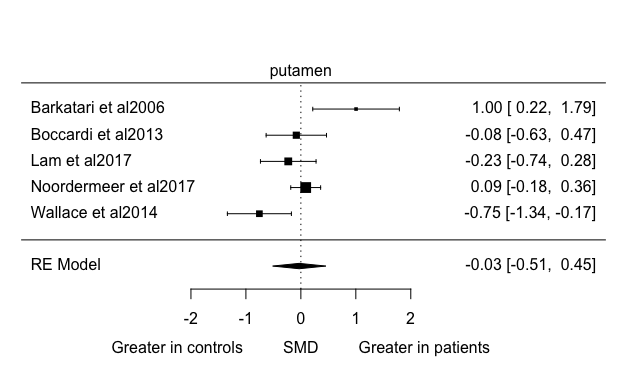 putamen
Barkatari et al2006 1.00 [ 0.22, 1.79]
Boccardi et al2013 -0.08 [-0.63, 0.47]
Lam et al2017 -0.23 [-0.74, 0.28]
Noordermeer et al2017 0.09 [-0.18, 0.36]
Wallace et al2014 -0.75 [-1.34, -0.17]
RE Model -0.03 [-0.51, 0.45]
-2 -1 0 1 2
Greater in controls SMD Greater in patients